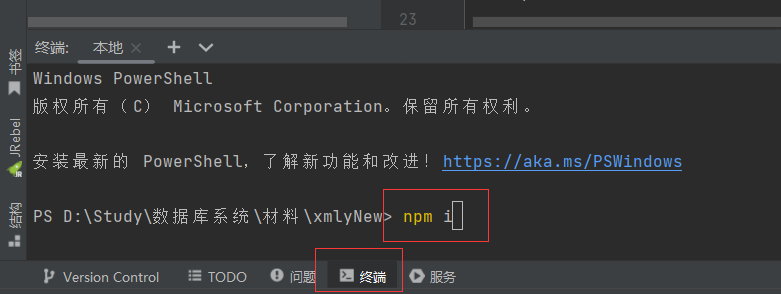 23
终端: 本地
Windows PowerShell
版权所有（C） Microsoft Corporation。保留所有权利。
安装最新的 PowerShell，了解新功能和改进！https://aka.ms/PSWindows
PS D:\Study\数据库系统\材料\xmlyNew> npm i
书签
JRebel
结构
Version Control TODO 问题 终端 服务